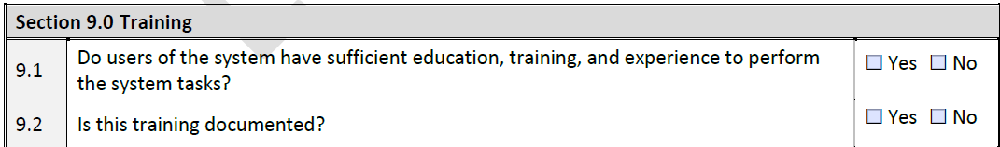 Section 9.0 Training
9.1 Do users of the system have sufficient education, training, and experience to perform
the system tasks? Yes No
9.2 Is this training documented? Yes No